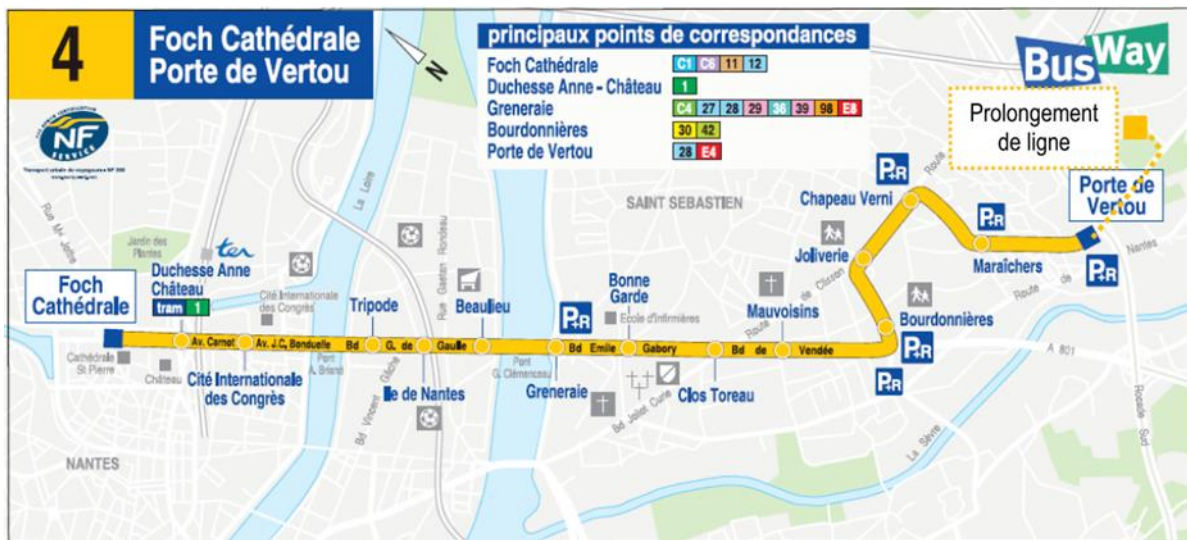 4
Foch Cathédrale
Porte de Vertou
NF
SERVICE
N
principaux points de correspondances
Foch Cathédrale C1 C6 11 12
Duchesse Anne - Château 1
Greneraie C4 27 28 29 36 39 98 E8
Bourdonnières 30 42
Porte de Vertou 28 E4
Bus Way
Prolongement
de ligne
Porte de
Vertou
P+R
Chapeau Verni
P+R
Maraîchers
P+R
Route
Route de Nantes
SAINT SEBASTIEN
Joliverie
Route de Clisson
Bourdonnières
P+R
P+R
A 801
Rocade Sud
La Sèvre
La Loire
Rue Gaëtan Rondeau
Jardin des
Plantes
ter
Duchesse Anne
Château
tram 1
Foch
Cathédrale
Cité Internationale
des Congrès
Tripode
Beaulieu
P+R
Bonne
Garde
Ecole d'Infirmières
Mauvoisins
Av. Carnot
Av. J.C. Bonduelle
Bd G. de Gaulle
Bd Emile Gabory
Bd de Vendée
Cathédrale
St Pierre
Château
Cité Internationale
des Congrès
Pont
A. Briand
Bd Vincent Gâche
Ile de Nantes
Pont
G. Clémenceau
Greneraie
Bd Joliot Curie
Clos Toreau
NANTES